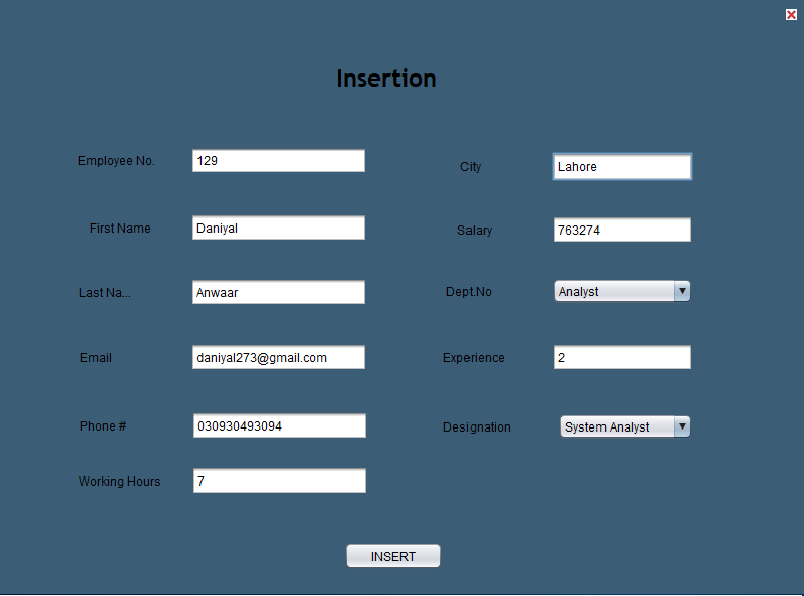 Insertion
Employee No. 129
City Lahore
First Name Daniyal
Salary 763274
Last Na... Anwaar
Dept.No Analyst
Email daniyal273@gmail.com
Experience 2
Phone # 030930493094
Designation System Analyst
Working Hours 7
INSERT